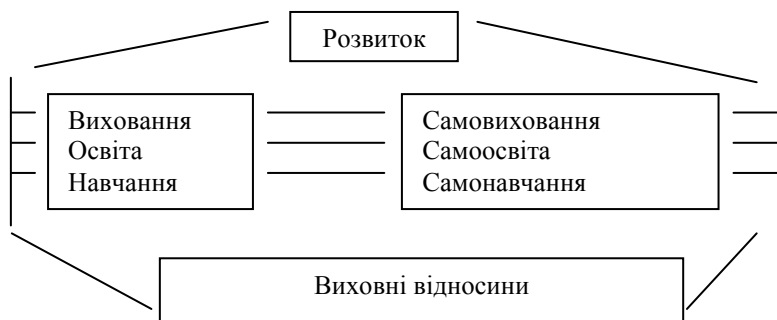 Розвиток
Виховання
Освіта
Навчання
Самовиховання
Самоосвіта
Самонавчання
Виховні відносини